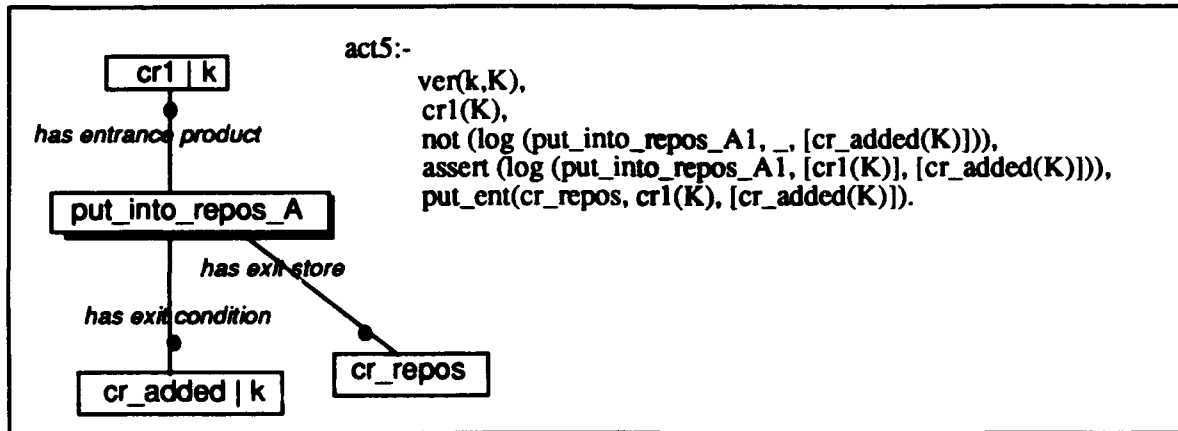 cr1 | k
has entrance product
put_into_repos_A
has exit store
has exit condition
cr_added | k
cr_repos
act5:-
ver(k,K),
cr1(K),
not (log (put_into_repos_A1, _, [cr_added(K)])),
assert (log (put_into_repos_A1, [cr1(K)], [cr_added(K)])),
put_ent(cr_repos, cr1(K), [cr_added(K)]).